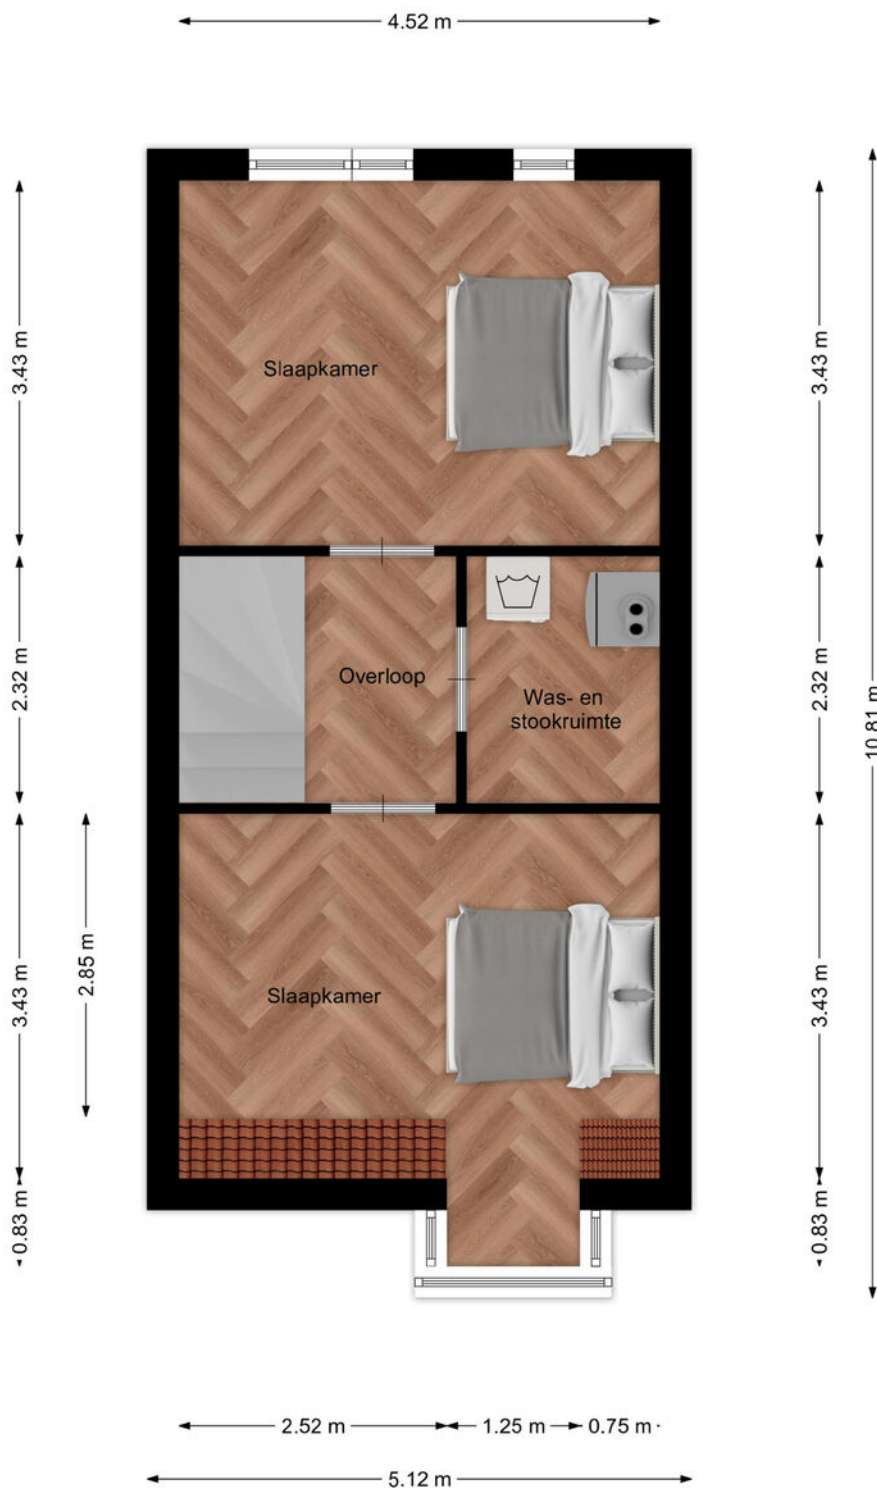 4.52 m
Slaapkamer
3.43 m
3.43 m
Overloop
Was- en
stookruimte
2.32 m
2.32 m
10.81 m
Slaapkamer
2.85 m
3.43 m
3.43 m
0.83 m
0.83 m
2.52 m
1.25 m
0.75 m
5.12 m